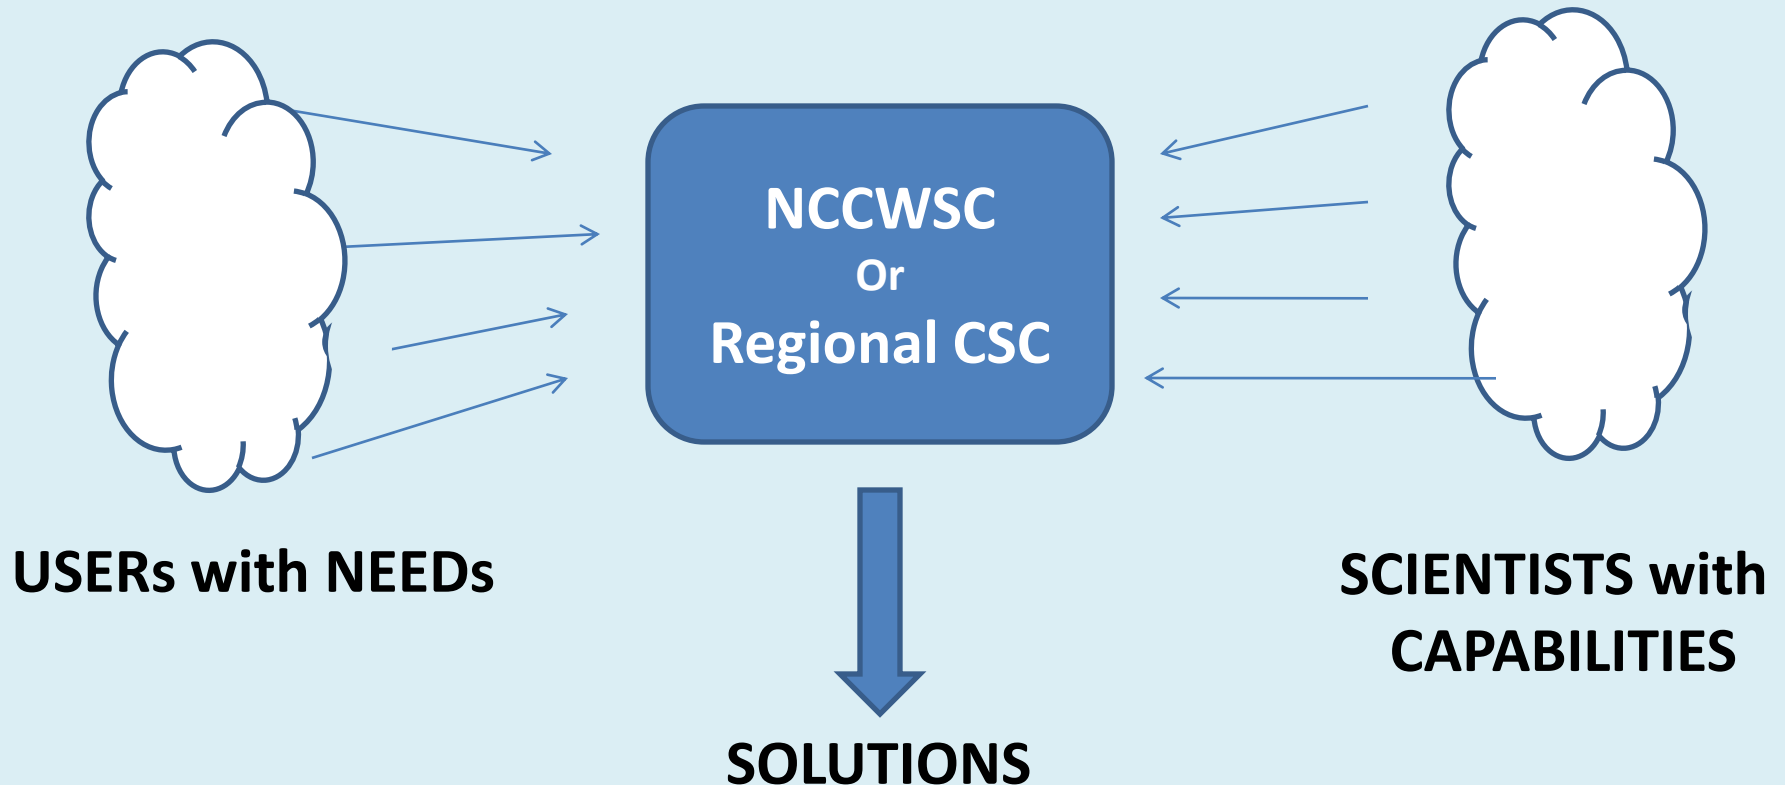 NCCWSC
Or
Regional CSC
USERs with NEEDs
SCIENTISTS with
CAPABILITIES
SOLUTIONS